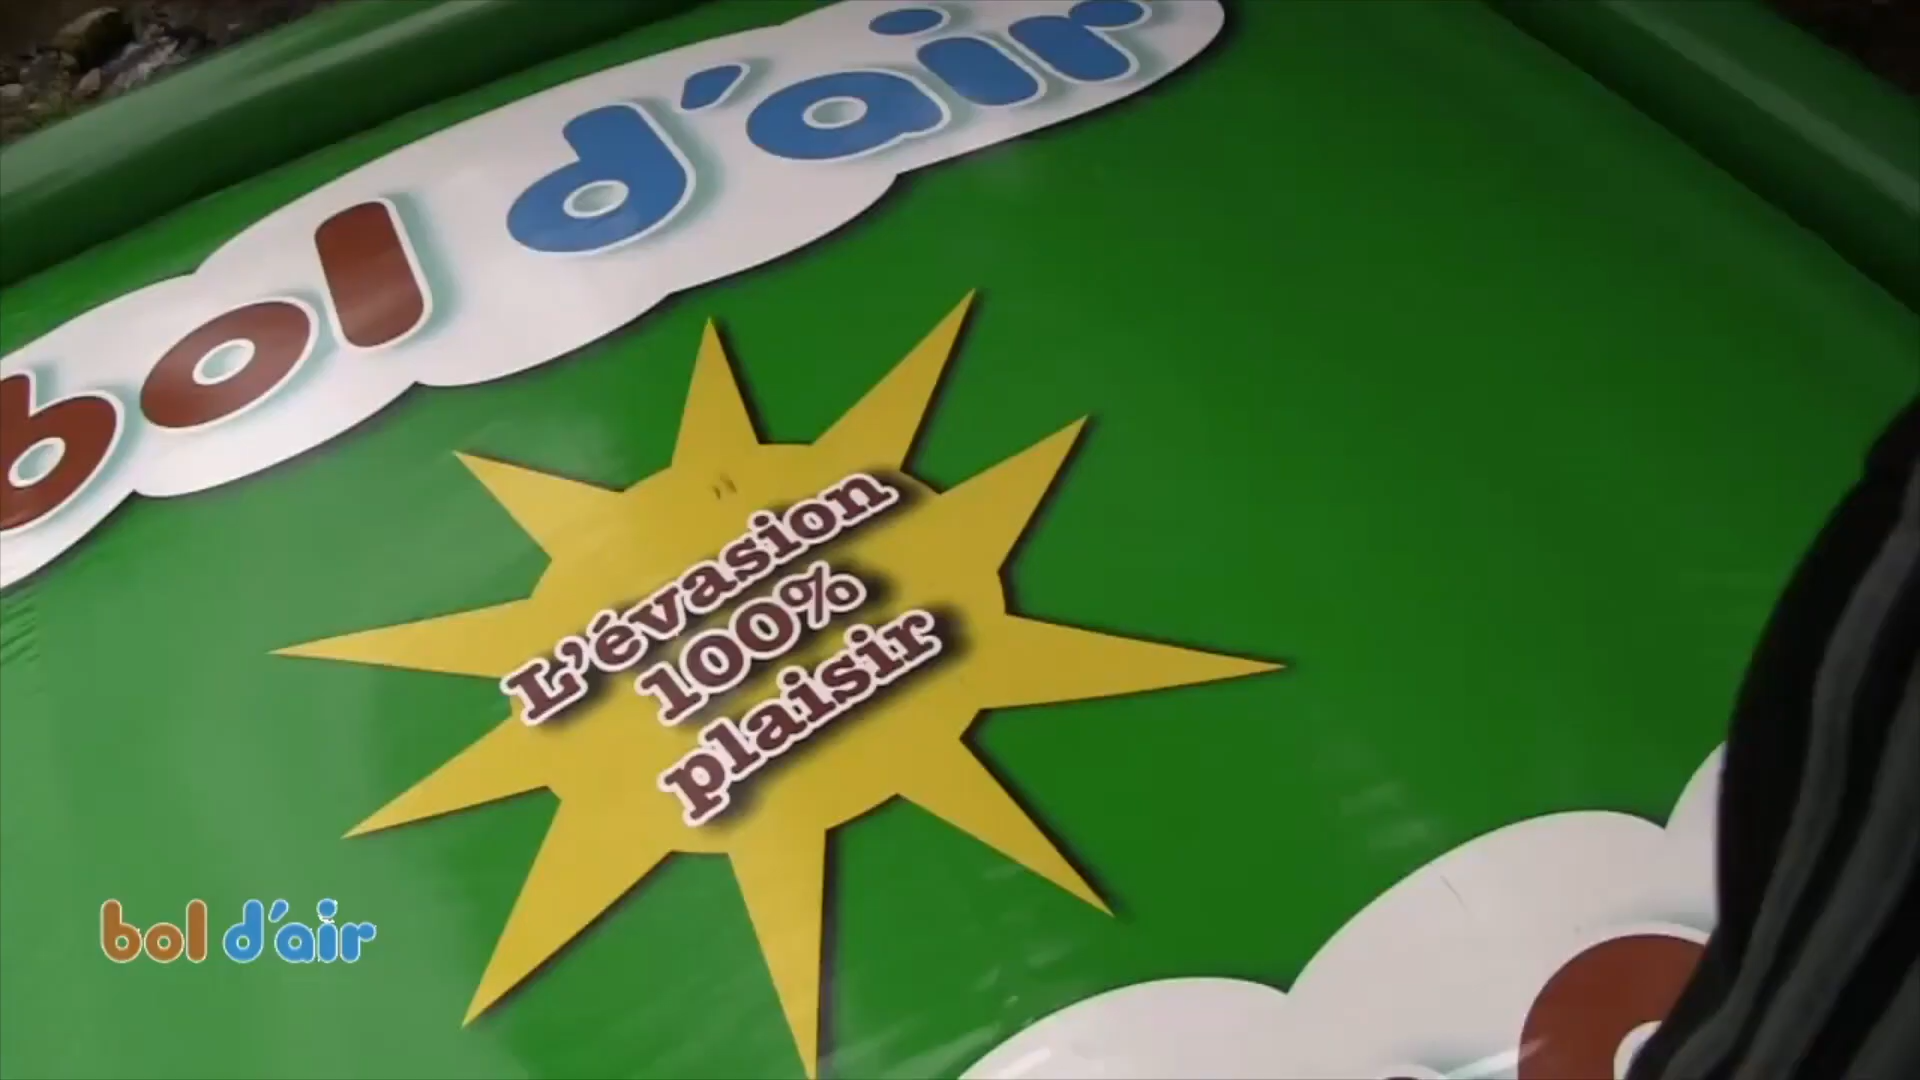 bol d'air
L'évasion
100%
plaisir
bol d'air